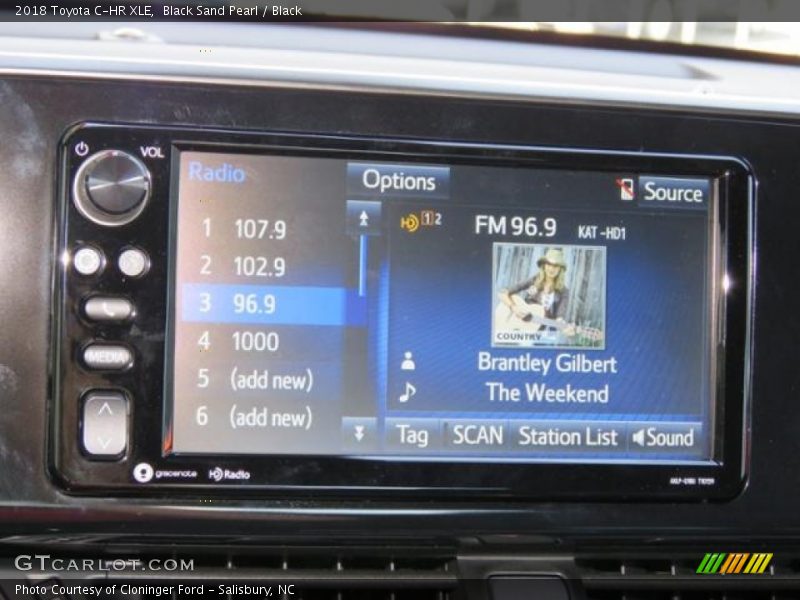 2018 Toyota C-HR XLE,  Black Sand Pearl / Black
VOL
Radio
Options
Source
1 107.9
HD 1 2
FM 96.9
KAT -HD1
2 102.9
3 96.9
COUNTRY
4 1000
MEDIA
Brantley Gilbert
5 (add new)
The Weekend
6 (add new)
Tag
SCAN
Station List
Sound
gracenote
HD Radio
GTCARLOT.COM
Photo Courtesy of Cloninger Ford - Salisbury, NC